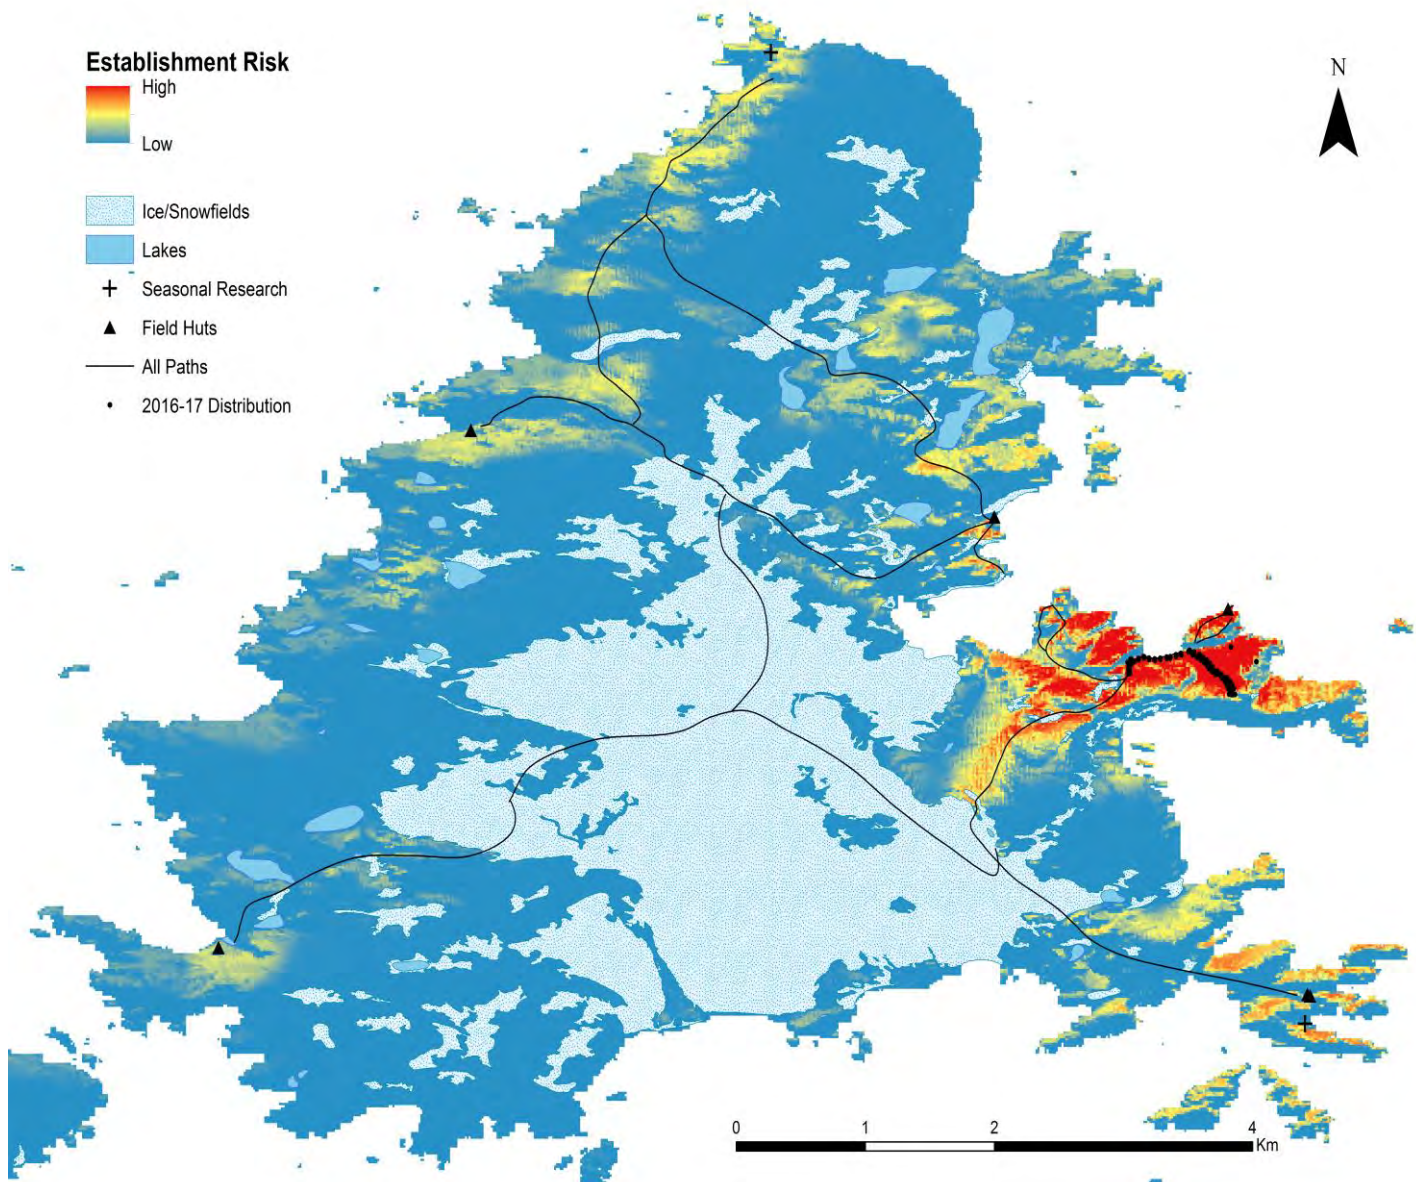 Establishment Risk
High
Low
Ice/Snowfields
Lakes
Seasonal Research
Field Huts
All Paths
2016-17 Distribution
N
0 1 2 4
Km